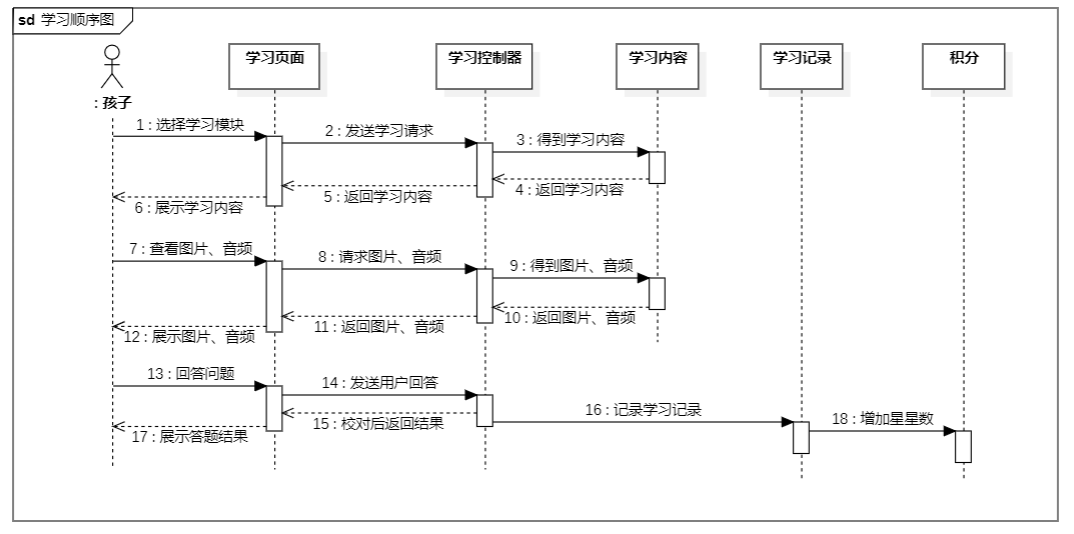 sd 学习顺序图
学习页面
学习控制器
学习内容
学习记录
积分
: 孩子
1 : 选择学习模块
2 : 发送学习请求
3 : 得到学习内容
4 : 返回学习内容
5 : 返回学习内容
6 : 展示学习内容
7 : 查看图片、音频
8 : 请求图片、音频
9 : 得到图片、音频
10 : 返回图片、音频
11 : 返回图片、音频
12 : 展示图片、音频
13 : 回答问题
14 : 发送用户回答
15 : 校对后返回结果
16 : 记录学习记录
17 : 展示答题结果
18 : 增加星星数